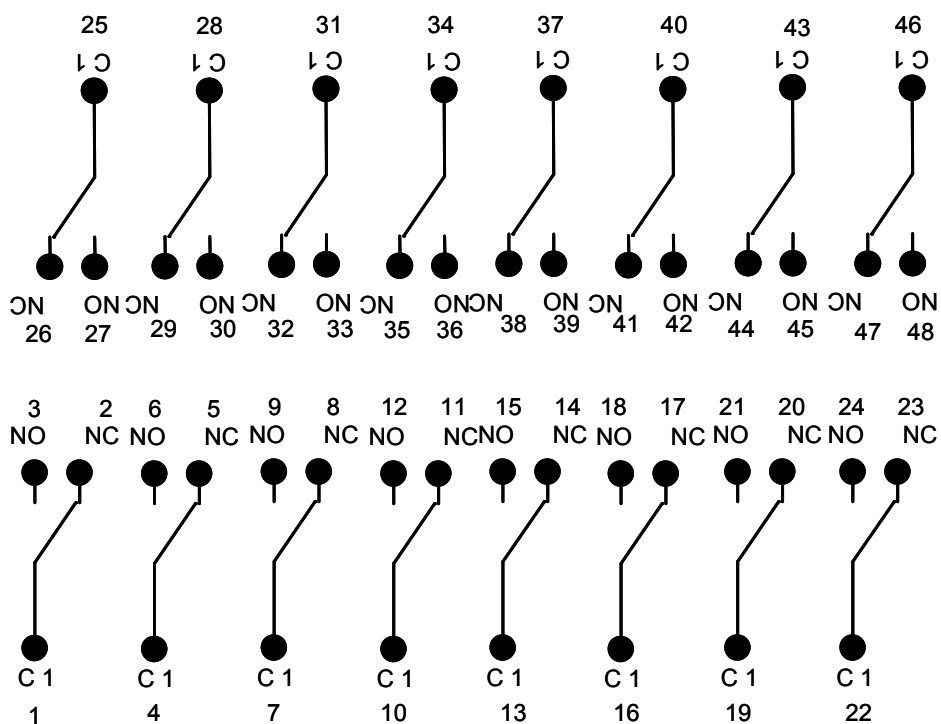 25 28 31 34 37 40 43 46
C 1 C 1 C 1 C 1 C 1 C 1 C 1 C 1
NC NO NC NO NC NO NC NO NC NO NC NO NC NO NC NO
26 27 29 30 32 33 35 36 38 39 41 42 44 45 47 48
3 2 6 5 9 8 12 11 15 14 18 17 21 20 24 23
NO NC NO NC NO NC NO NC NO NC NO NC NO NC NO NC
C 1 C 1 C 1 C 1 C 1 C 1 C 1 C 1
1 4 7 10 13 16 19 22